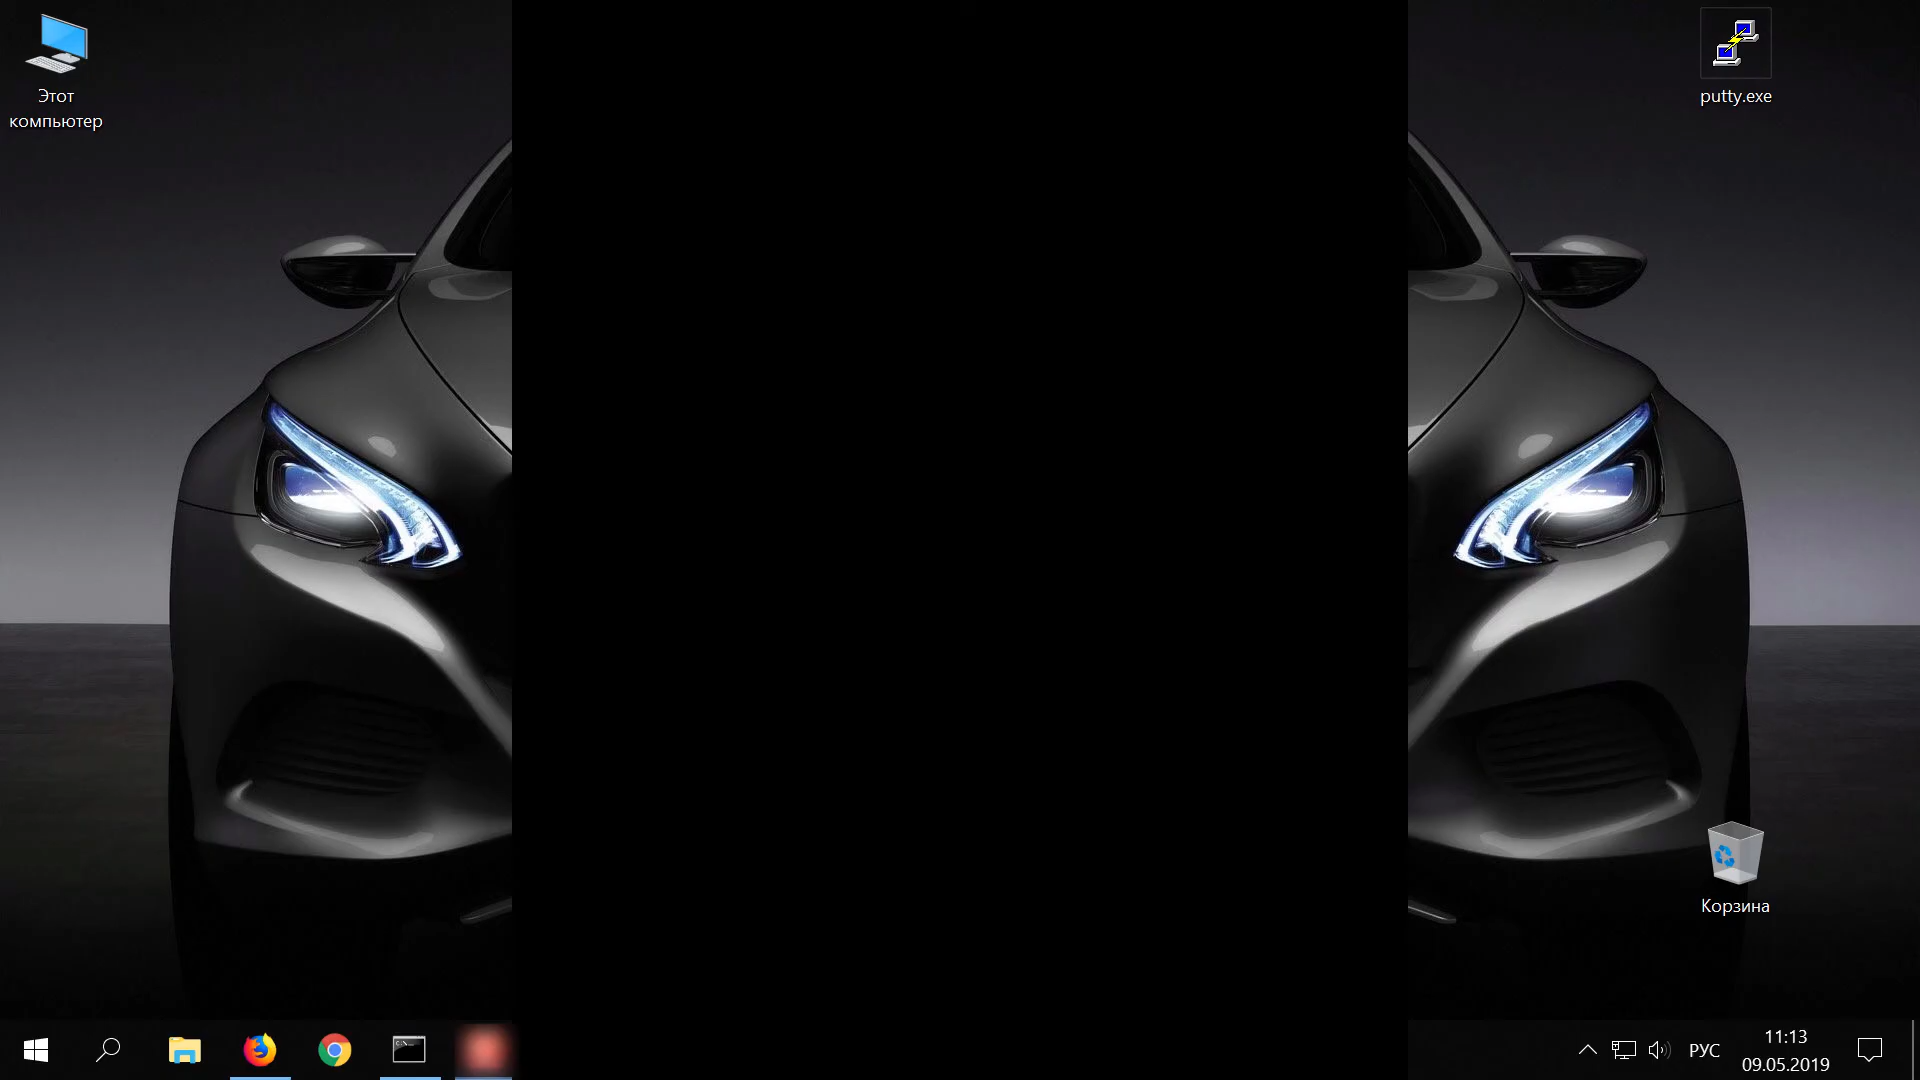 Этот
компьютер
putty.exe
Корзина
РУС
11:13
09.05.2019